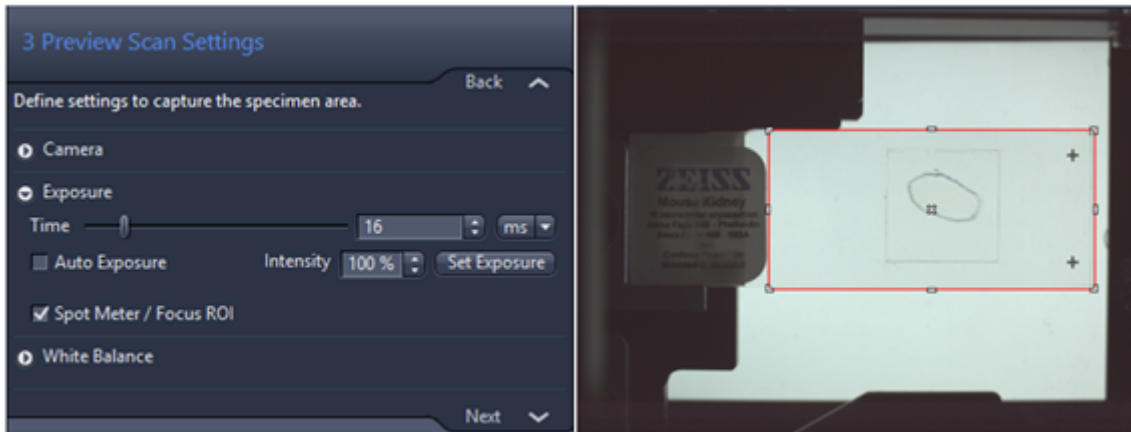 3 Preview Scan Settings
Back
Define settings to capture the specimen area.
Camera
Exposure
Time 16 ms
Auto Exposure Intensity 100 % Set Exposure
Spot Meter / Focus ROI
White Balance
Next
ZEISS
Mouse Kidney